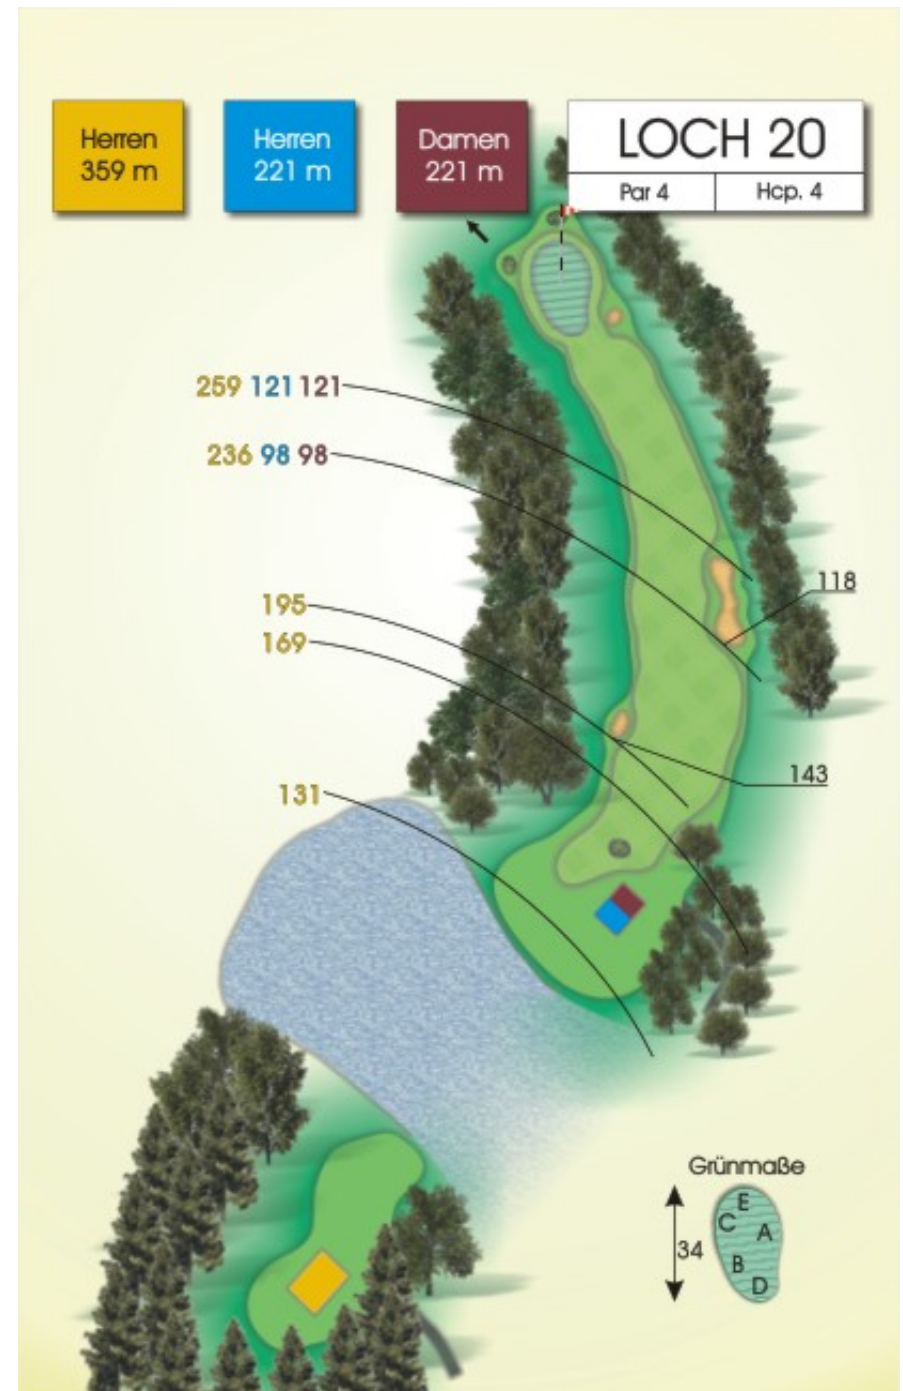 Herren
359 m
Herren
221 m
Damen
221 m
LOCH 20
Par 4
Hcp. 4
259 121 121
236 98 98
118
195
169
143
131
Grünmaße
34
E
C
A
B
D